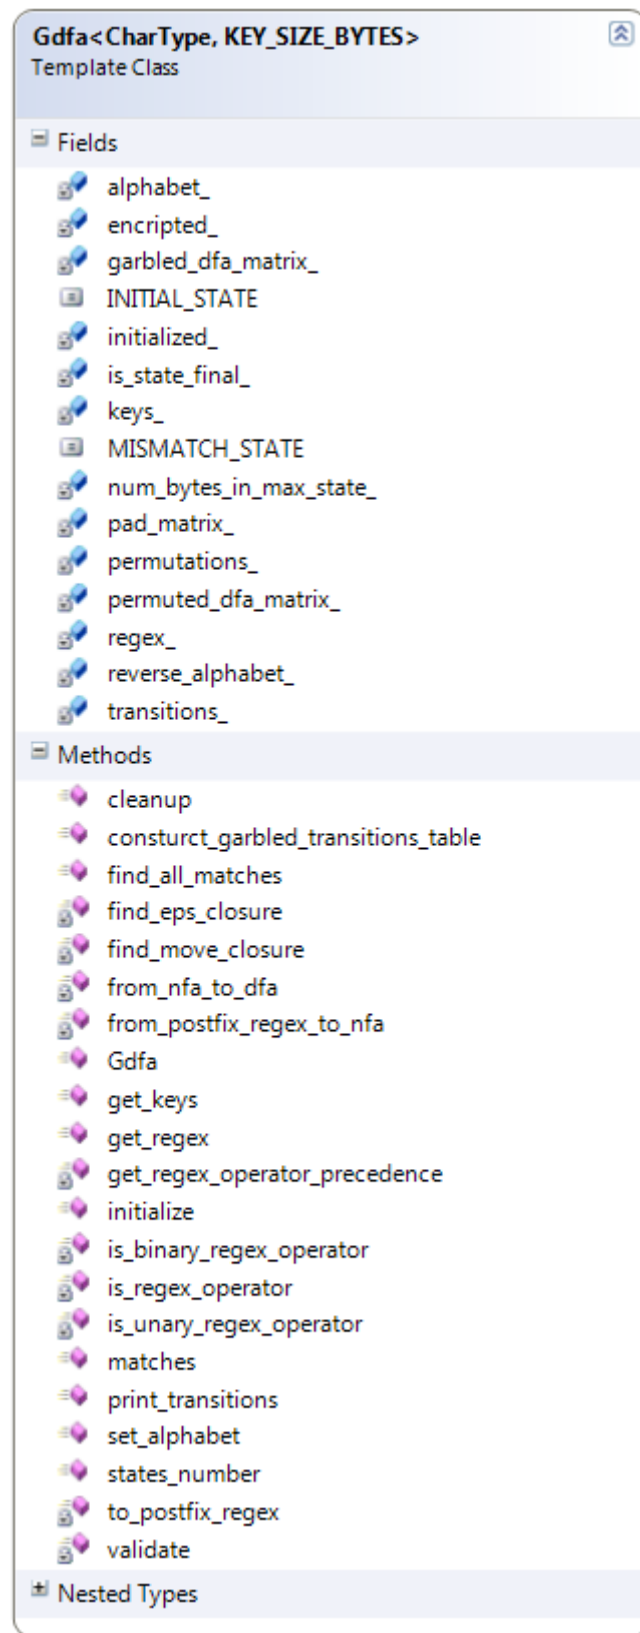 Gdfa<CharType, KEY_SIZE_BYTES>
Template Class
Fields
alphabet_
encripted_
garbled_dfa_matrix_
INITIAL_STATE
initialized_
is_state_final_
keys_
MISMATCH_STATE
num_bytes_in_max_state_
pad_matrix_
permutations_
permuted_dfa_matrix_
regex_
reverse_alphabet_
transitions_
Methods
cleanup
consturct_garbled_transitions_table
find_all_matches
find_eps_closure
find_move_closure
from_nfa_to_dfa
from_postfix_regex_to_nfa
Gdfa
get_keys
get_regex
get_regex_operator_precedence
initialize
is_binary_regex_operator
is_regex_operator
is_unary_regex_operator
matches
print_transitions
set_alphabet
states_number
to_postfix_regex
validate
Nested Types